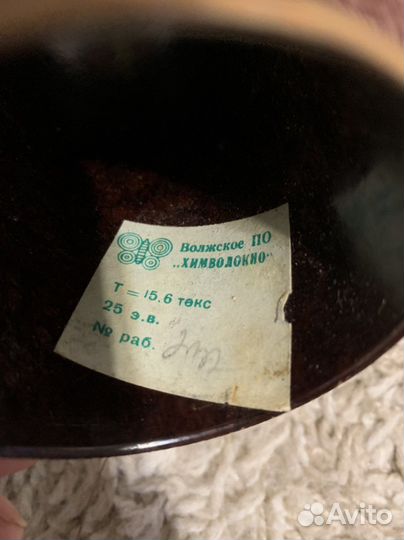 Волжское ПО
„ХИМВОЛОКНО"
Т = 15.6 текс
25 э.в.
№ раб.
Avito